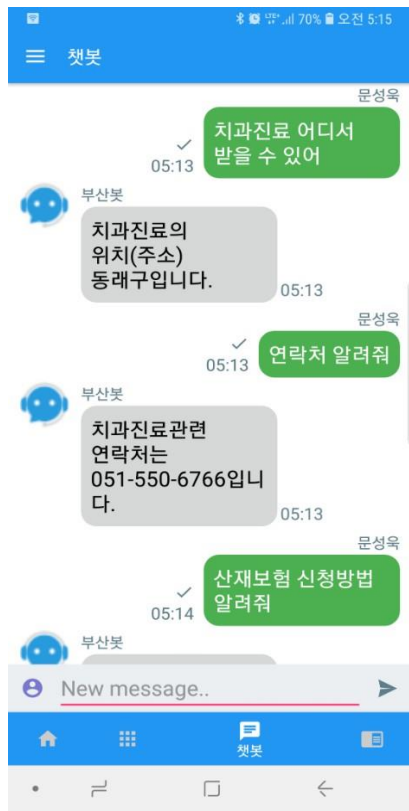 70% 오전 5:15
챗봇
문성욱
치과진료 어디서
받을 수 있어
05:13
부산봇
치과진료의
위치(주소)
동래구입니다.
05:13
문성욱
연락처 알려줘
05:13
부산봇
치과진료관련
연락처는
051-550-6766입니
다.
05:13
문성욱
산재보험 신청방법
알려줘
05:14
부산봇
New message..
챗봇